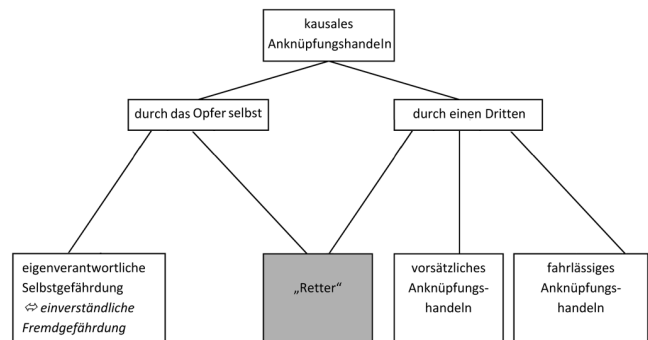 kausales
Anknüpfungshandeln
durch das Opfer selbst
durch einen Dritten
eigenverantwortliche
Selbstgefährdung
⇔ einverständliche
Fremdgefährdung
„Retter“
vorsätzliches
Anknüpfungs-
handeln
fahrlässiges
Anknüpfungs-
handeln